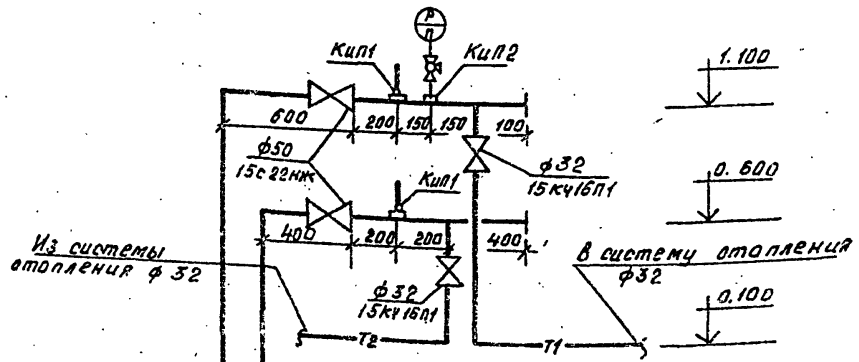 Р
П
Кип1
Кип2
1.100
600
200
150
150
100
ф50
15с22нж
ф32
15кч16п1
0.600
Кип1
400
200
200
400
Из системы
отопления ф 32
ф32
15кч16п1
В систему отопления
ф32
0.100
Т2
Т1